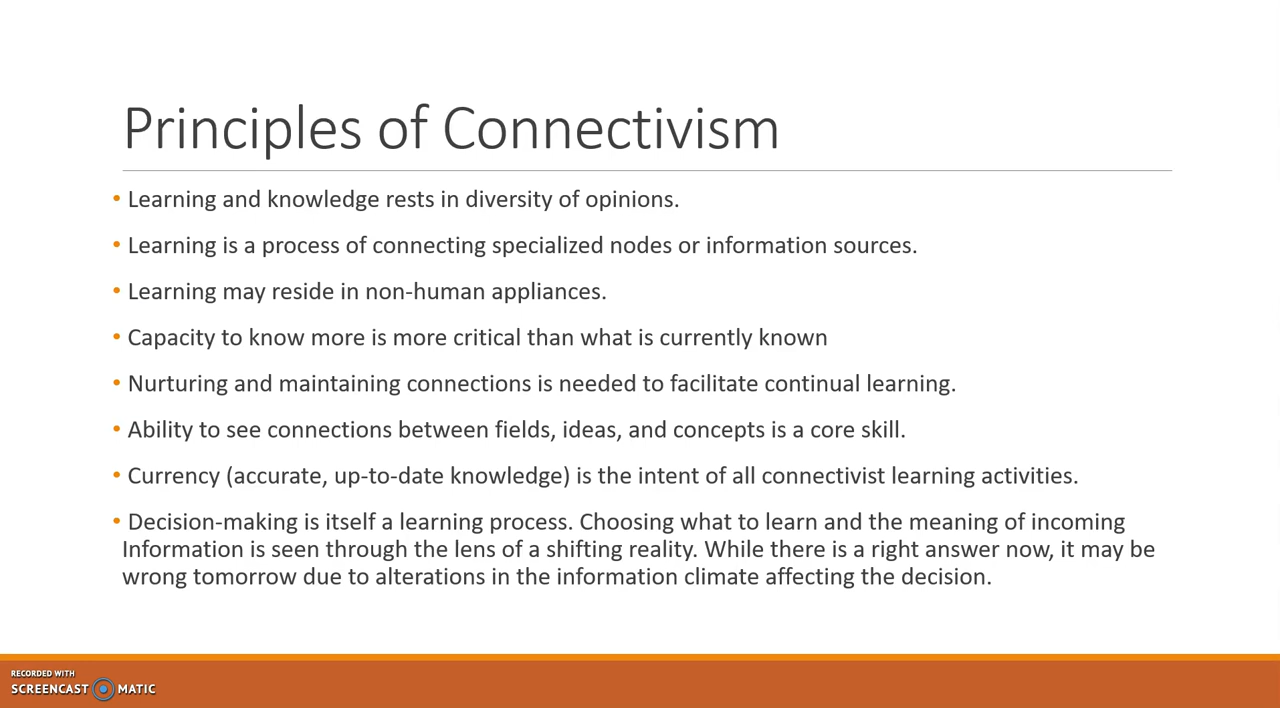 Principles of Connectivism
• Learning and knowledge rests in diversity of opinions.
• Learning is a process of connecting specialized nodes or information sources.
• Learning may reside in non-human appliances.
• Capacity to know more is more critical than what is currently known
• Nurturing and maintaining connections is needed to facilitate continual learning.
• Ability to see connections between fields, ideas, and concepts is a core skill.
• Currency (accurate, up-to-date knowledge) is the intent of all connectivist learning activities.
• Decision-making is itself a learning process. Choosing what to learn and the meaning of incoming
Information is seen through the lens of a shifting reality. While there is a right answer now, it may be
wrong tomorrow due to alterations in the information climate affecting the decision.
RECORDED WITH
SCREENCAST MATIC